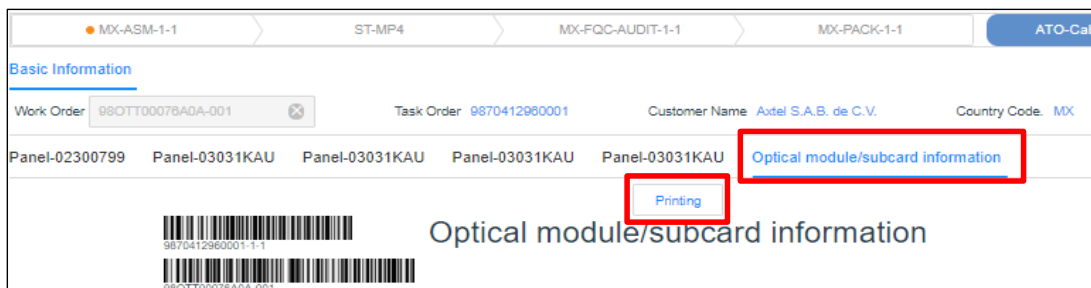 MX-ASM-1-1 ST-MP4 MX-FQC-AUDIT-1-1 MX-PACK-1-1 ATO-Cal
Basic Information
Work Order 98OTT00076A0A-001 Task Order 9870412960001 Customer Name Axtel S.A.B. de C.V. Country Code. MX
Panel-02300799 Panel-03031KAU Panel-03031KAU Panel-03031KAU Panel-03031KAU Optical module/subcard information
Printing
Optical module/subcard information
9870412960001-1-1
98OTT00076A0A-001